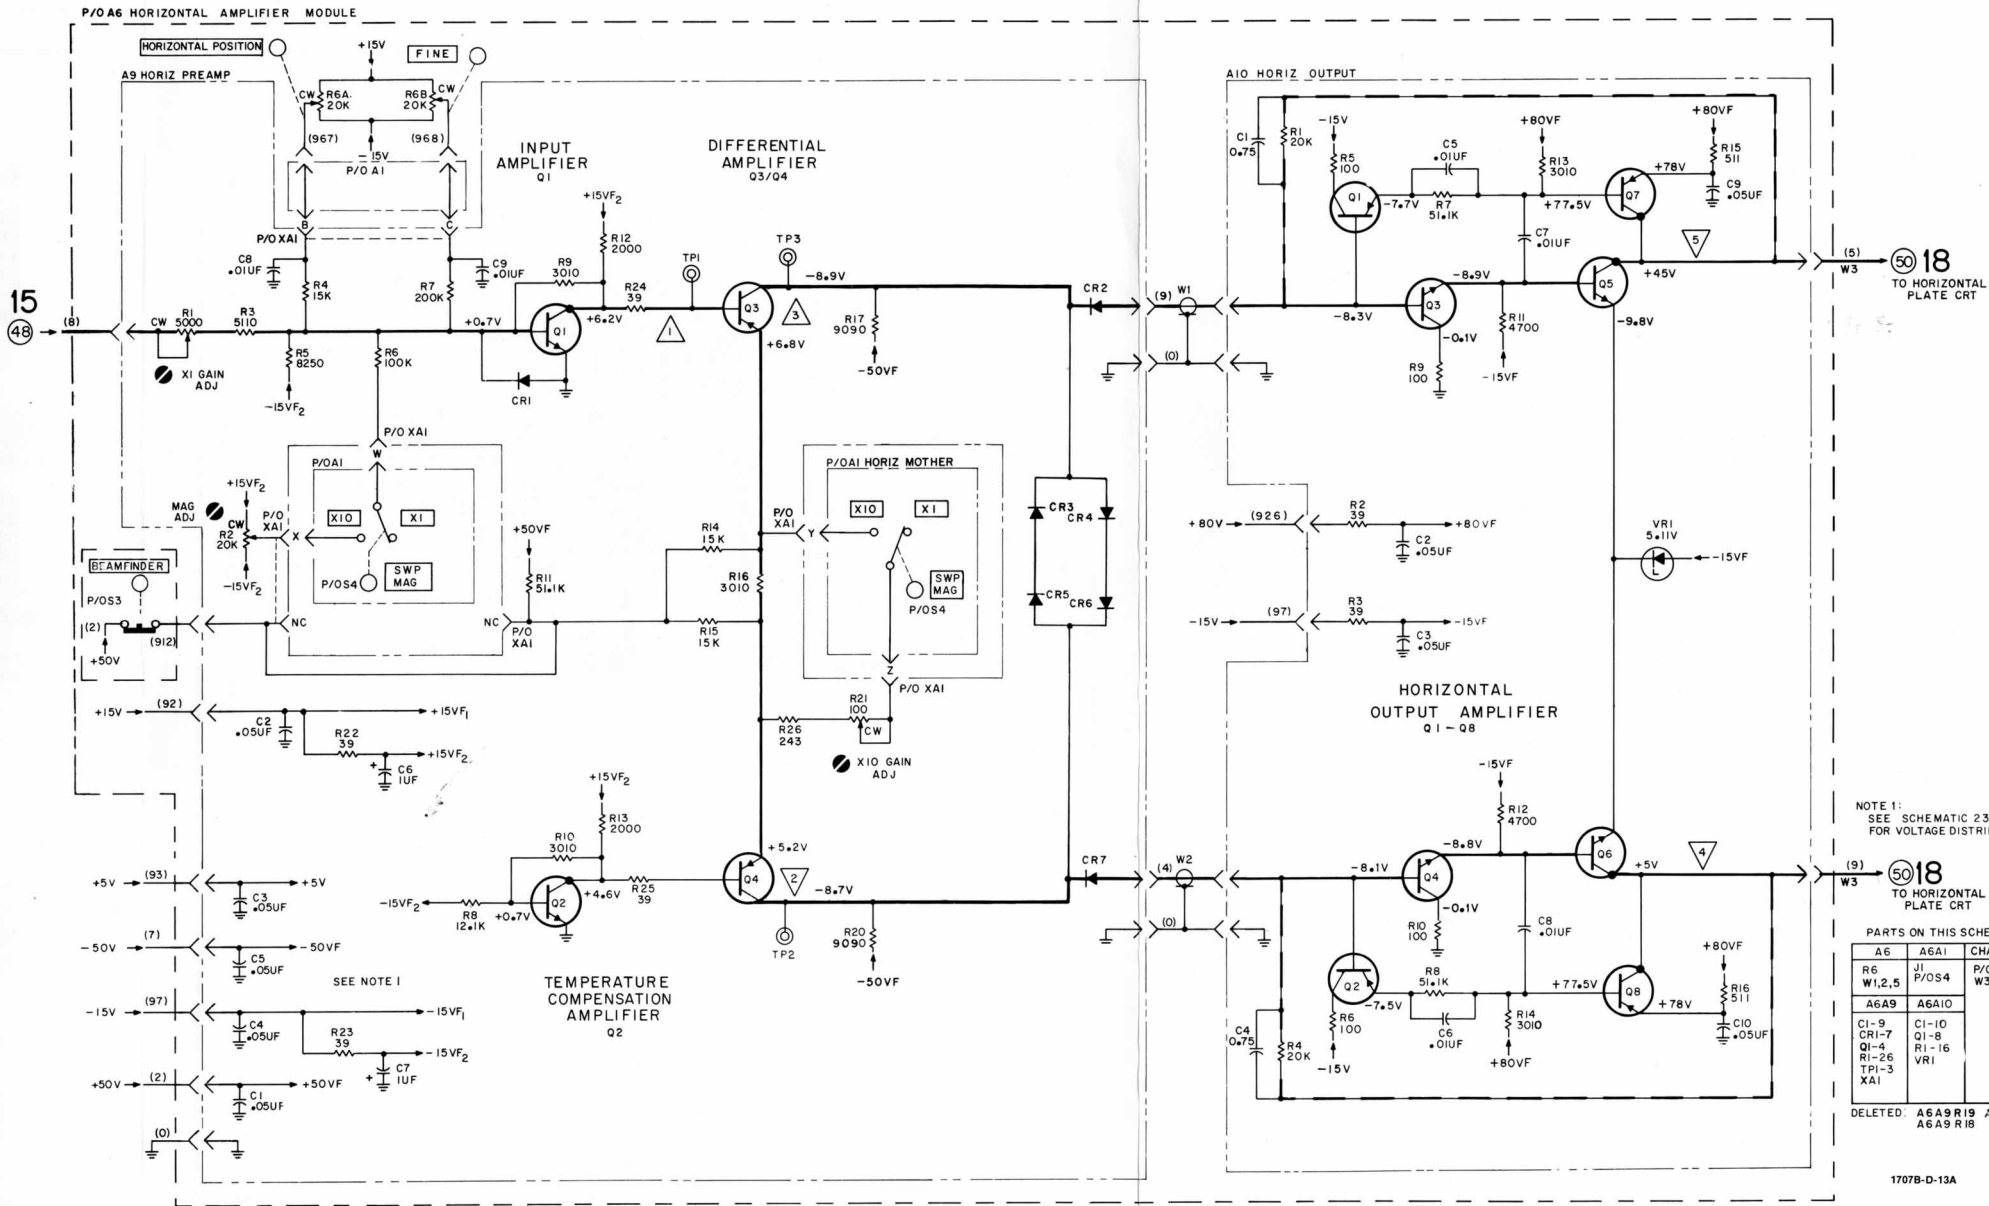 P/O A6 HORIZONTAL AMPLIFIER MODULE
HORIZONTAL POSITION
FINE
+15V
A9 HORIZ PREAMP
CW
R6A.
20K
R6B
20K
CW
(967)
(968)
-15V
P/O A1
B
C
P/O XA1
C8
.01UF
R4
15K
R7
200K
C9
.01UF
INPUT
AMPLIFIER
Q1
+15VF2
R12
2000
R9
3010
R24
39
TP1
1
DIFFERENTIAL
AMPLIFIER
Q3/Q4
TP3
-8.9V
Q3
3
+6.8V
R17
9090
-50VF
CR2
(9)
W1
(0)
15
48
(8)
CW
R1
5000
R3
5110
X1 GAIN
ADJ
R5
8250
-15VF2
R6
100K
+0.7V
Q1
+6.2V
CR1
P/O XA1
W
P/OA1
X10
X1
SWP
MAG
P/OS4
+15VF2
MAG
ADJ
CW
R2
20K
-15VF2
P/O
XA1
X
NC
NC
P/O
XA1
BEAMFINDER
P/OS3
(2)
(912)
+50V
+50VF
R11
51.1K
R14
15K
R16
3010
R15
15K
P/OA1 HORIZ MOTHER
P/O
XA1
Y
X10
X1
SWP
MAG
P/OS4
Z
P/O XA1
R21
100
CW
R26
243
X10 GAIN
ADJ
CR3
CR4
CR5
CR6
+15V
(92)
C2
.05UF
+15VF1
R22
39
C6
1UF
+
+15VF2
+5V
(93)
C3
.05UF
+5V
-50V
(7)
C5
.05UF
-50VF
SEE NOTE 1
-15V
(97)
C4
.05UF
-15VF1
R23
39
C7
1UF
+
-15VF2
+50V
(2)
C1
.05UF
+50VF
(0)
+15VF2
R13
2000
R10
3010
-15VF2
R8
12.1K
+0.7V
Q2
+4.6V
R25
39
TEMPERATURE
COMPENSATION
AMPLIFIER
Q2
+5.2V
Q4
2
-8.7V
TP2
R20
9090
-50VF
CR7
(4)
W2
(0)
A10 HORIZ OUTPUT
C1
0.75
R1
20K
-15V
R5
100
Q1
-7.7V
C5
.01UF
R7
51.1K
+80VF
R13
3010
+77.5V
C7
.01UF
Q7
+78V
+80VF
R15
511
C9
.05UF
-8.3V
Q3
-8.9V
-0.1V
R9
100
R11
4700
-15VF
Q5
5
+45V
-9.8V
(5)
W3
50 18
TO HORIZONTAL
PLATE CRT
+80V
(926)
R2
39
C2
.05UF
+80VF
VR1
5.11V
-15VF
-15V
(97)
R3
39
C3
.05UF
-15VF
HORIZONTAL
OUTPUT AMPLIFIER
Q1-Q8
-15VF
R12
4700
-8.8V
-8.1V
Q4
-0.1V
R10
100
C8
.01UF
Q6
+5V
4
(9)
W3
50 18
TO HORIZONTAL
PLATE CRT
Q2
-7.5V
R8
51.1K
C6
.01UF
R14
3010
+80VF
+77.5V
Q8
+78V
+80VF
R16
511
C10
.05UF
R6
100
-15V
C4
0.75
R4
20K
NOTE 1:
SEE SCHEMATIC 23
FOR VOLTAGE
PARTS ON THIS
A6 A6A1
R6
W1,2,5
J1
P/OS4
W3
A6A9 A6A10
C1-9
CR1-7
Q1-4
R1-26
TP1-3
XA1
C1-10
Q1-8
R1-16
VR1
DELETED: A6A9R19
A6A9R18
1707B-D-13A